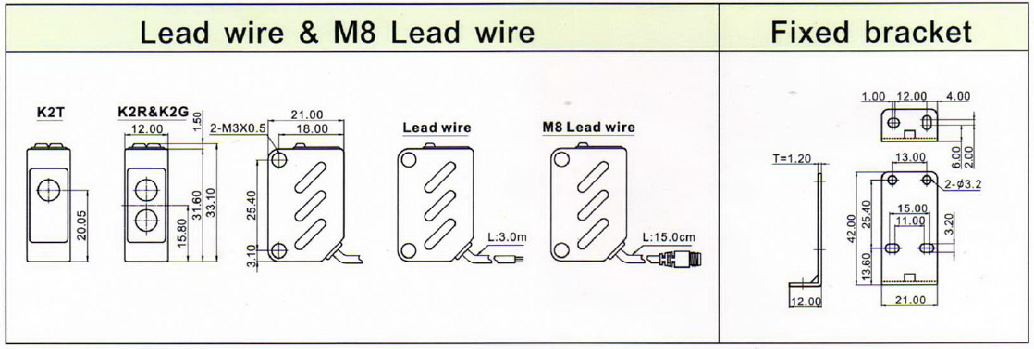 Lead wire & M8 Lead wire
Fixed bracket
K2T
20.05
K2R&K2G
12.00
1.50
15.80
31.60
33.10
21.00
18.00
2-M3X0.5
25.40
3.10
Lead wire
L:3.0m
M8 Lead wire
L:15.0cm
1.00 12.00 4.00
6.00
2.00
T=1.20
12.00
13.00
2-Φ3.2
42.00
25.40
15.00
11.00
3.20
13.60
21.00